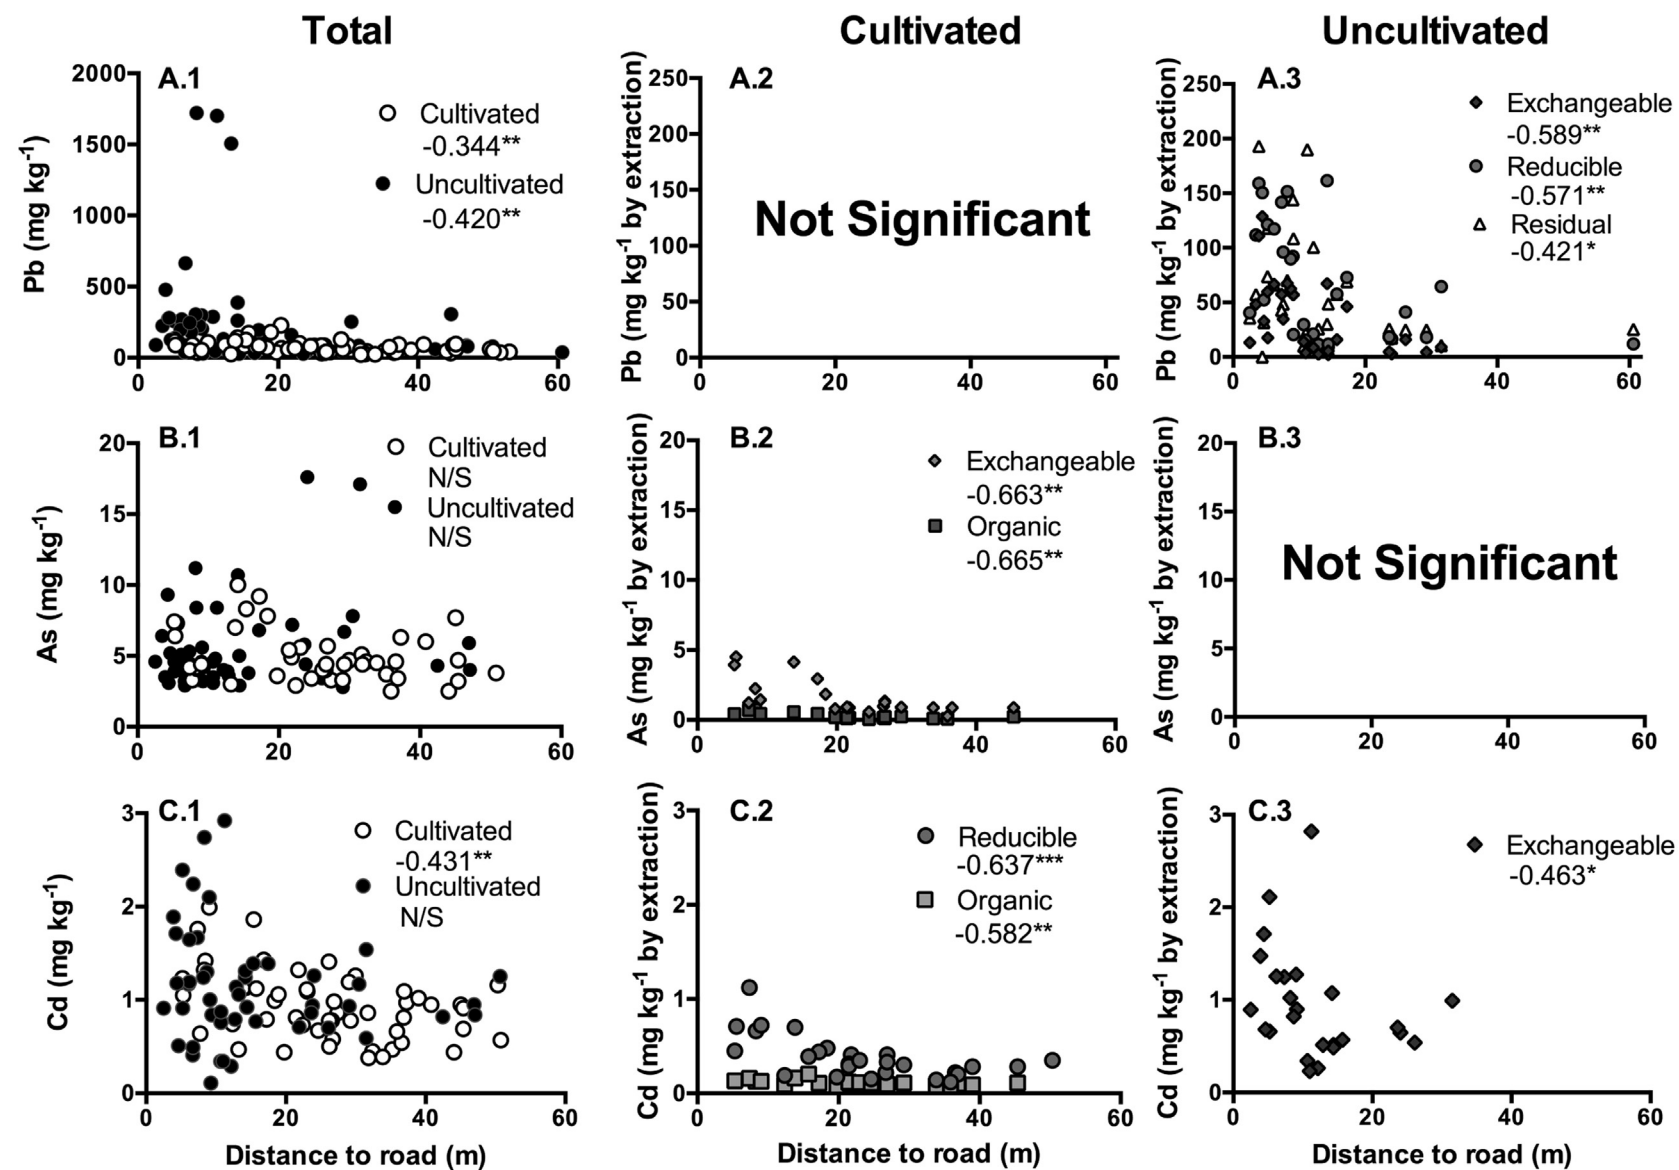 Total
Cultivated
Uncultivated
A.1
Pb (mg kg-1)
2000
1500
1000
500
0
0 20 40 60
Cultivated
-0.344**
Uncultivated
-0.420**
A.2
Pb (mg kg-1 by extraction)
250
200
150
100
50
0
0 20 40 60
Not Significant
A.3
Pb (mg kg-1 by extraction)
250
200
150
100
50
0
0 20 40 60
Exchangeable
-0.589**
Reducible
-0.571**
Residual
-0.421*
B.1
As (mg kg-1)
20
15
10
5
0
0 20 40 60
Cultivated
N/S
Uncultivated
N/S
B.2
As (mg kg-1 by extraction)
20
15
10
5
0
0 20 40 60
Exchangeable
-0.663**
Organic
-0.665**
B.3
As (mg kg-1 by extraction)
20
15
10
5
0
0 20 40 60
Not Significant
C.1
Cd (mg kg-1)
3
2
1
0
0 20 40 60
Cultivated
-0.431**
Uncultivated
N/S
Distance to road (m)
C.2
Cd (mg kg-1 by extraction)
3
2
1
0
0 20 40 60
Reducible
-0.637***
Organic
-0.582**
Distance to road (m)
C.3
Cd (mg kg-1 by extraction)
3
2
1
0
0 20 40 60
Exchangeable
-0.463*
Distance to road (m)